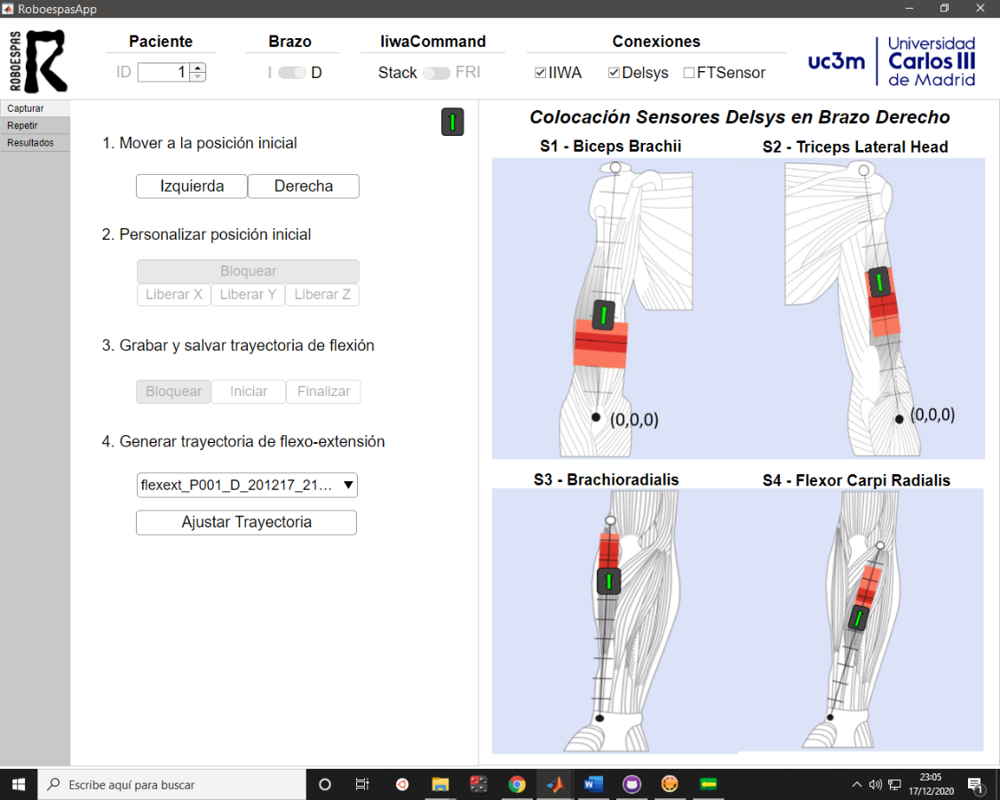 RoboespasApp
ROBOESPAS
Paciente
Brazo
IiwaCommand
Conexiones
ID 1
I D
Stack FRI
IIWA Delsys FTSensor
uc3m
Universidad
Carlos III
de Madrid
Capturar
Repetir
Resultados
1. Mover a la posición inicial
Izquierda Derecha
2. Personalizar posición inicial
Bloquear
Liberar X Liberar Y Liberar Z
3. Grabar y salvar trayectoria de flexión
Bloquear Iniciar Finalizar
4. Generar trayectoria de flexo-extensión
flexext_P001_D_201217_21...
Ajustar Trayectoria
Colocación Sensores Delsys en Brazo Derecho
S1 - Biceps Brachii
S2 - Triceps Lateral Head
(0,0,0)
(0,0,0)
S3 - Brachioradialis
S4 - Flexor Carpi Radialis
Escribe aquí para buscar
23:05
17/12/2020
1